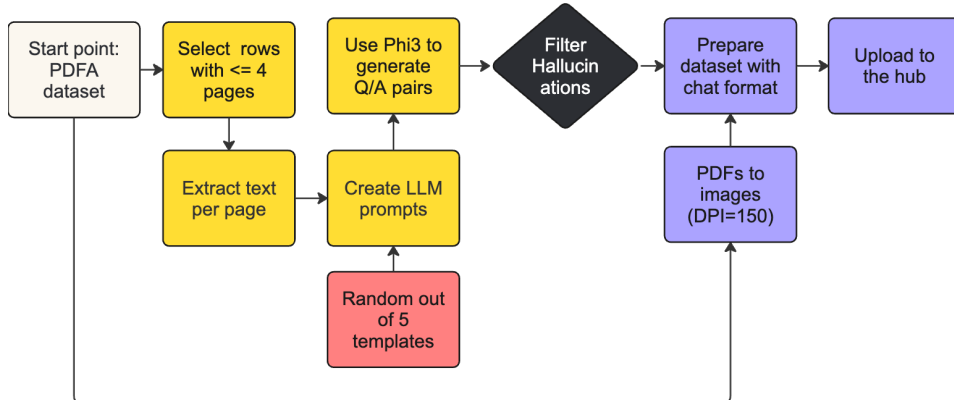 Start point:
PDFA
dataset
Select rows
with <= 4
pages
Use Phi3 to
generate
Q/A pairs
Filter
Hallucin
ations
Prepare
dataset with
chat format
Upload to
the hub
Extract text
per page
Create LLM
prompts
PDFs to
images
(DPI=150)
Random out
of 5
templates